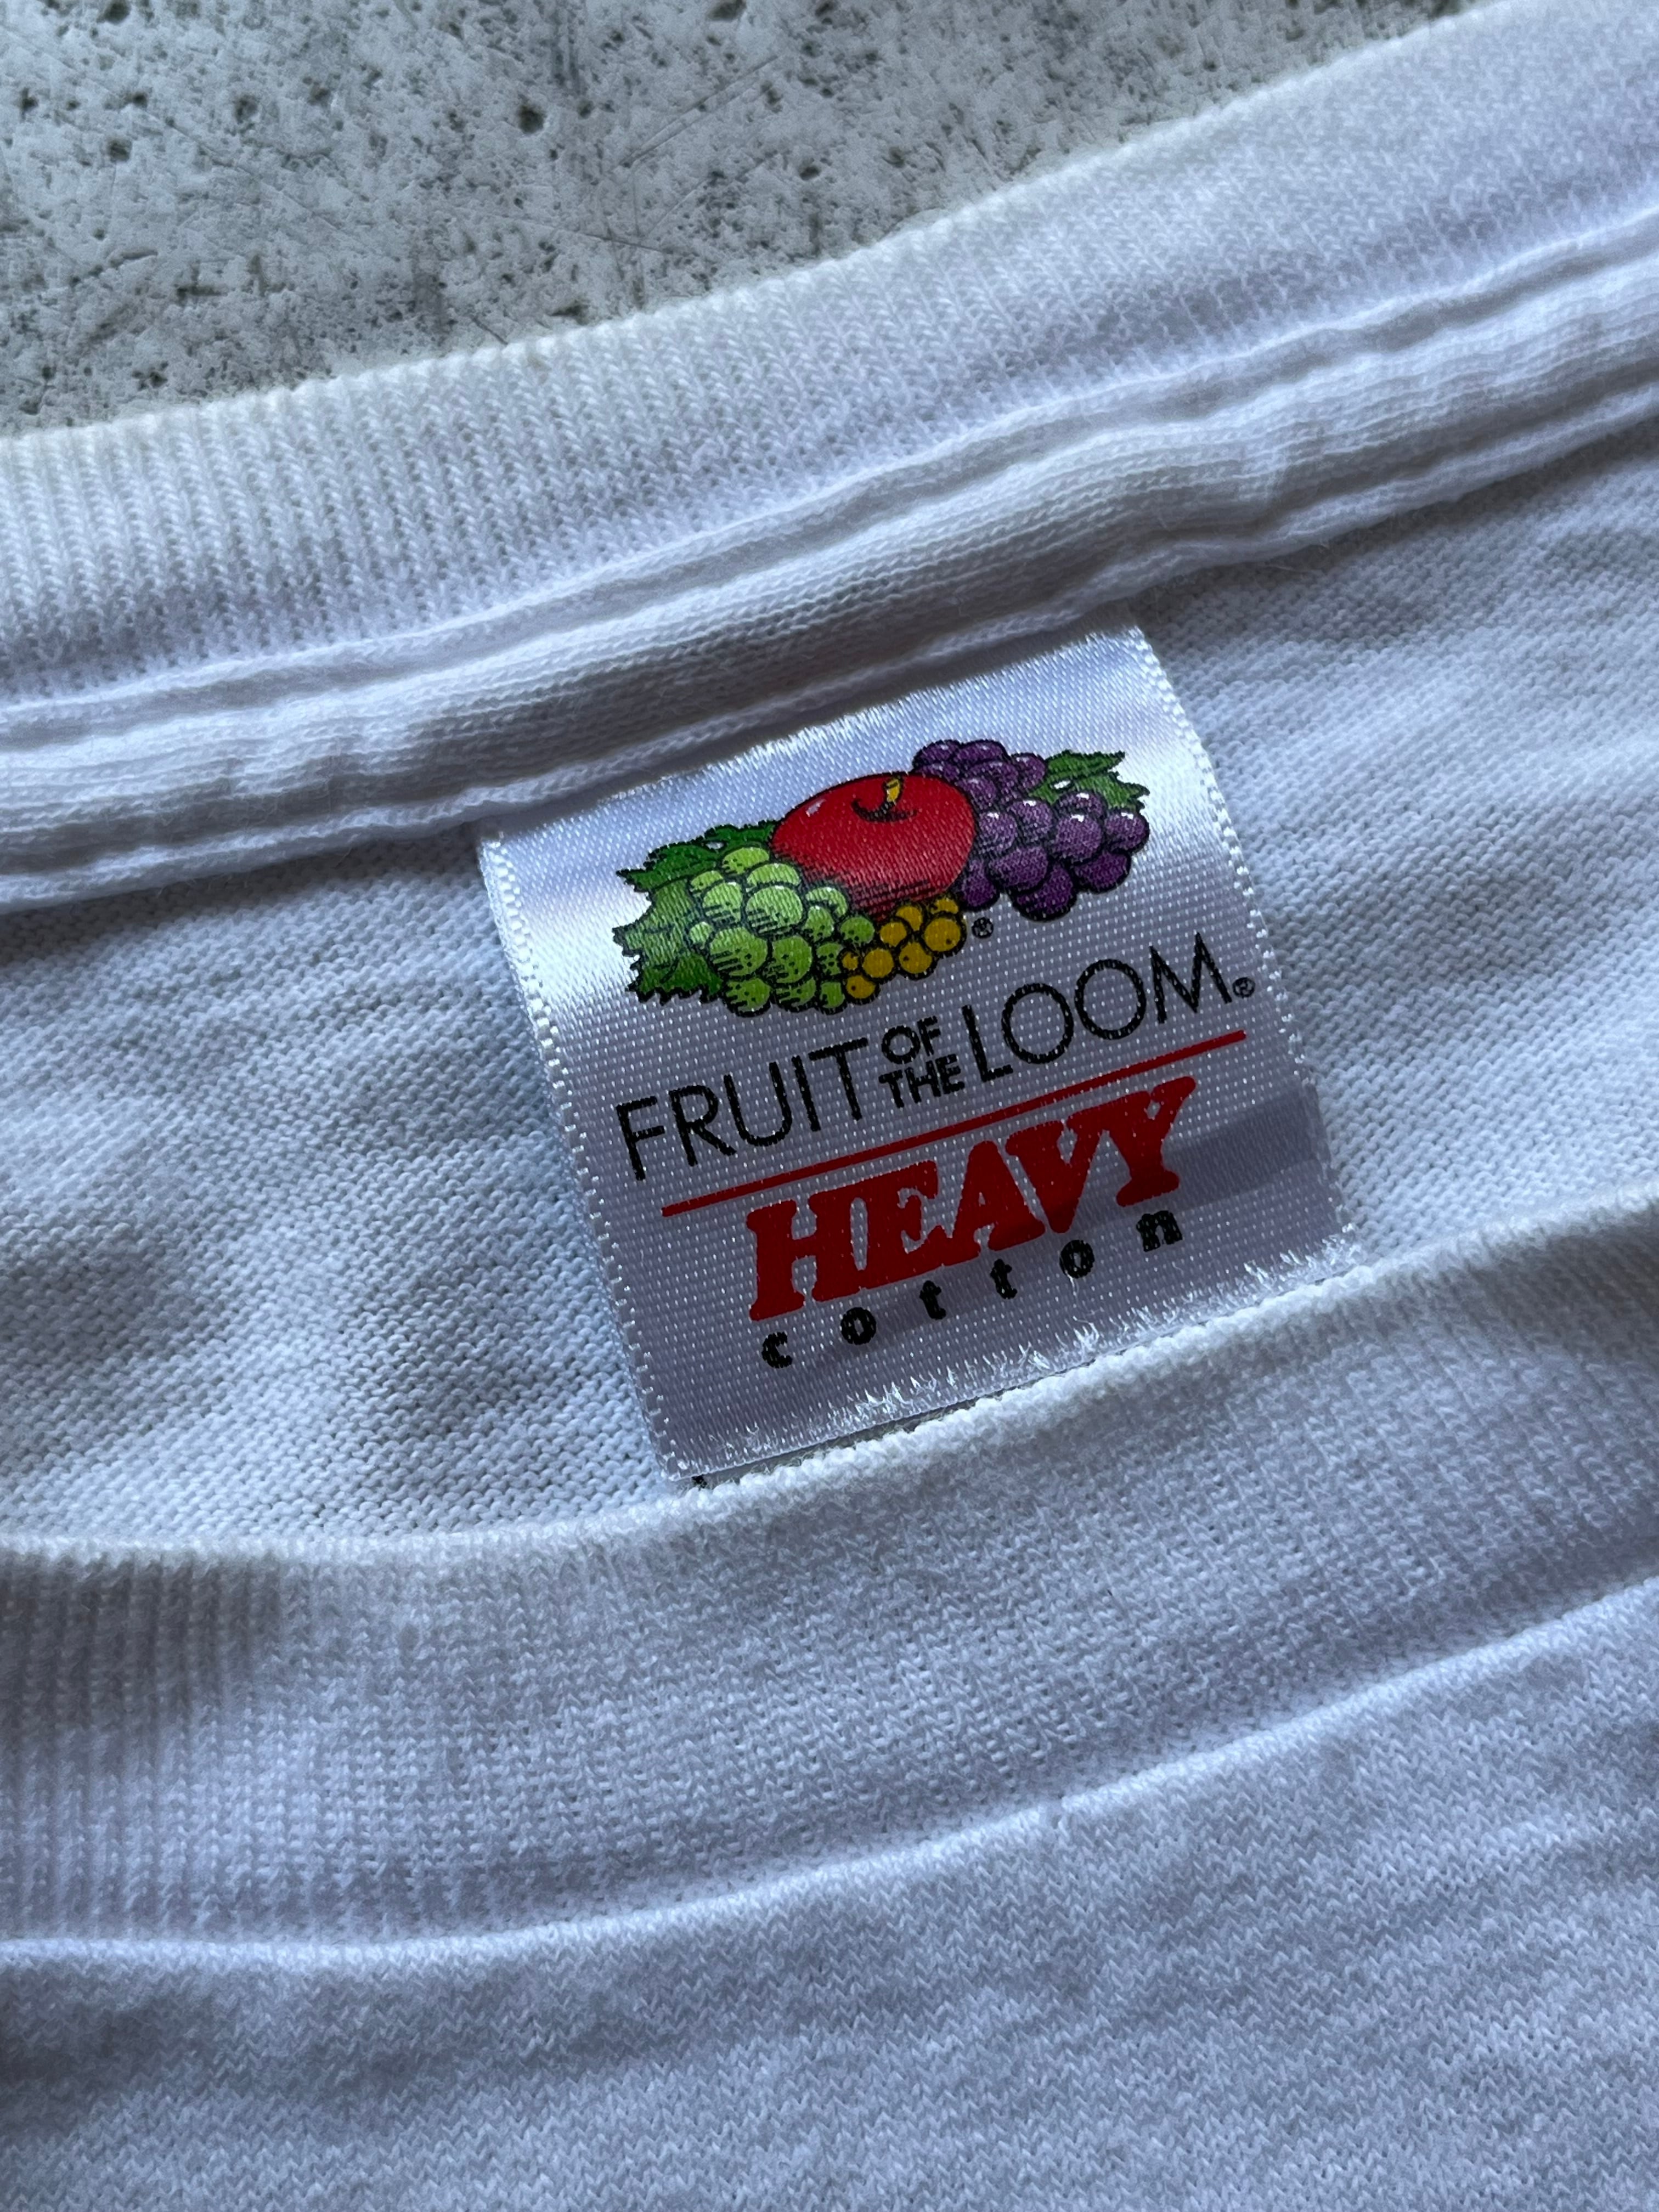 ®
FRUIT OF THE LOOM®
HEAVY
cotton